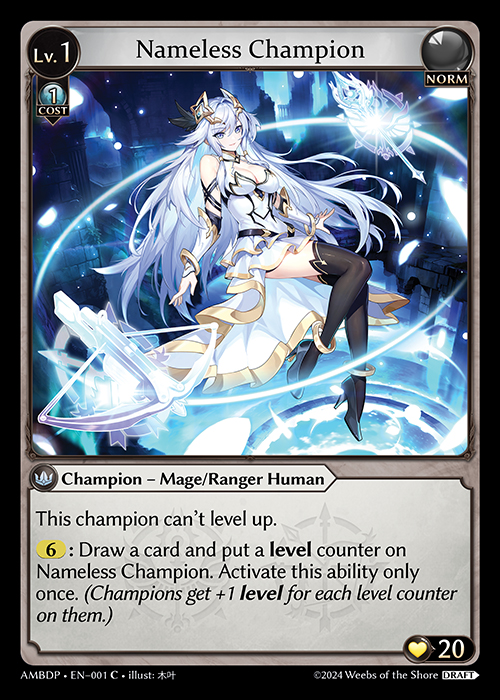 Lv. 1
Nameless Champion
NORM
1
COST
Champion – Mage/Ranger Human
This champion can't level up.
6 : Draw a card and put a level counter on
Nameless Champion. Activate this ability only
once. (Champions get +1 level for each level counter
on them.)
20
AMBDP • EN–001 C • illust: 木叶
©2024 Weebs of the Shore DRAFT